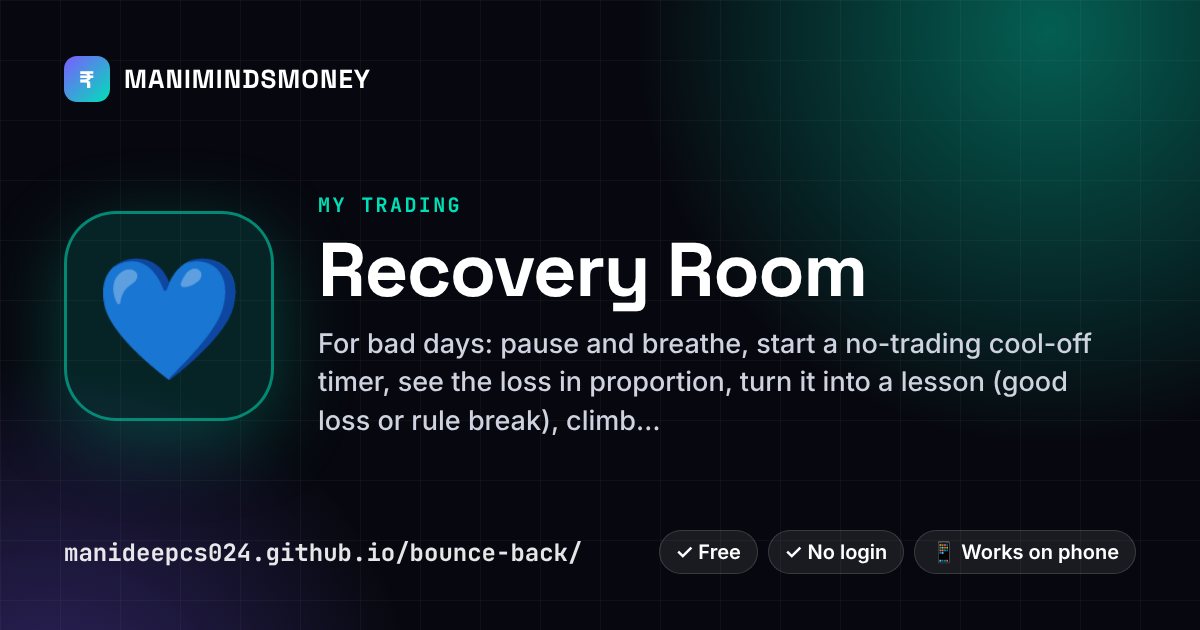 ₹ MANIMINDSMONEY
MY TRADING
Recovery Room
For bad days: pause and breathe, start a no-trading cool-off
timer, see the loss in proportion, turn it into a lesson (good
loss or rule break), climb...
manideepcs024.github.io/bounce-back/
✓ Free
✓ No login
📱 Works on phone